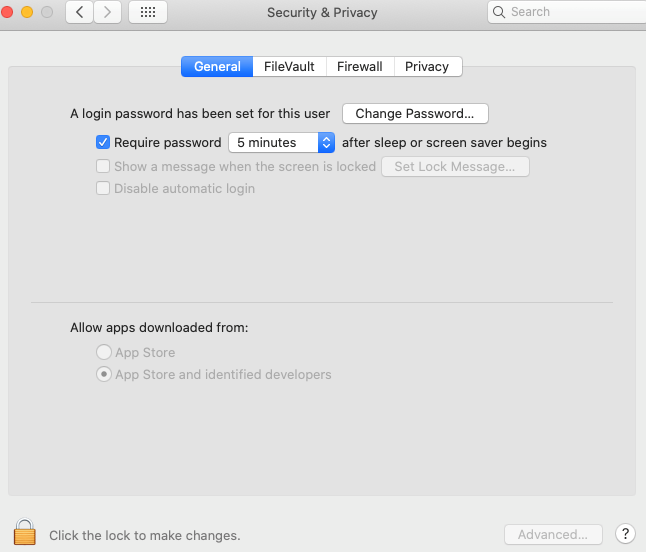 Security & Privacy
Search
General FileVault Firewall Privacy
A login password has been set for this user Change Password...
Require password 5 minutes after sleep or screen saver begins
Show a message when the screen is locked Set Lock Message...
Disable automatic login
Allow apps downloaded from:
App Store
App Store and identified developers
Click the lock to make changes.
Advanced...
?